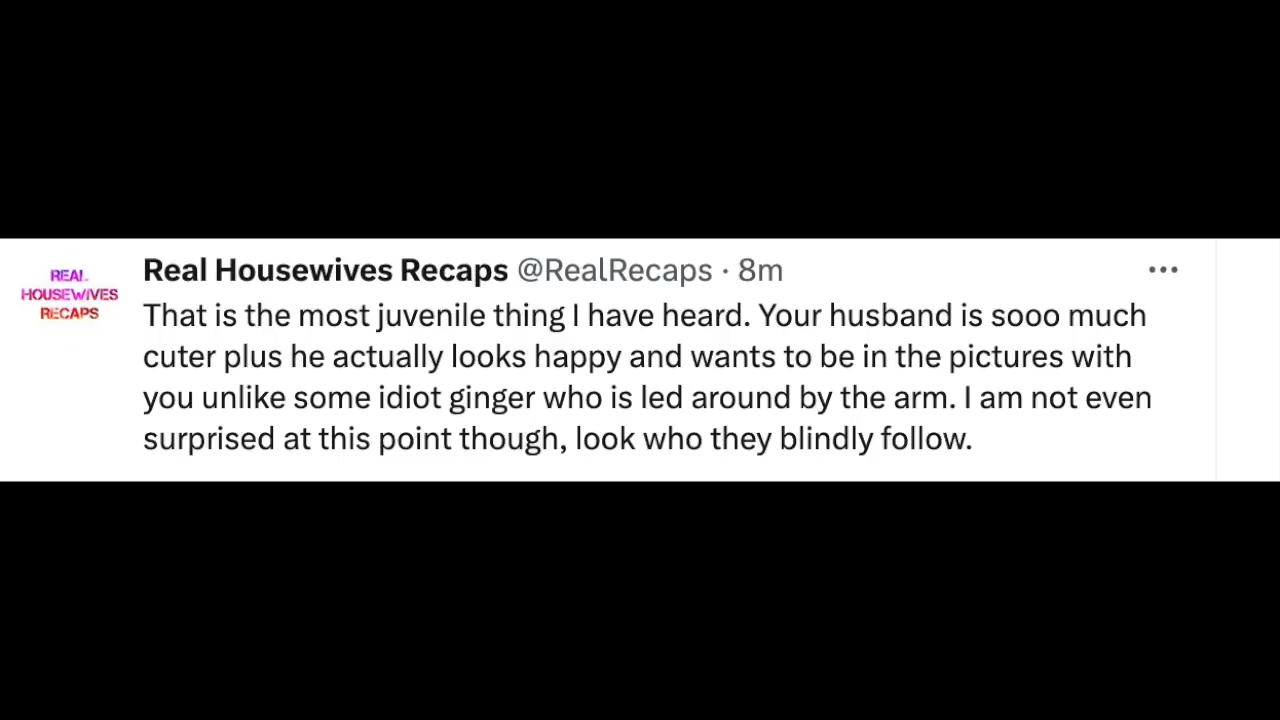 REAL
HOUSEWIVES
RECAPS
Real Housewives Recaps @RealRecaps · 8m
That is the most juvenile thing I have heard. Your husband is sooo much
cuter plus he actually looks happy and wants to be in the pictures with
you unlike some idiot ginger who is led around by the arm. I am not even
surprised at this point though, look who they blindly follow.